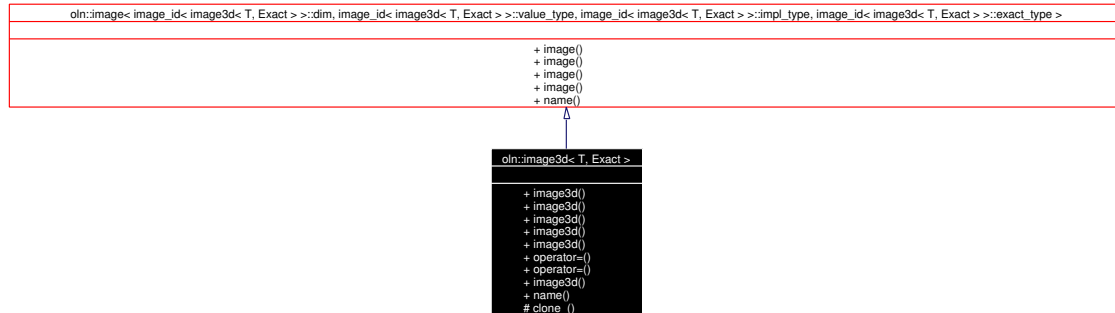 oln::image< image_id< image3d< T, Exact > >::dim, image_id< image3d< T, Exact > >::value_type, image_id< image3d< T, Exact > >::impl_type, image_id< image3d< T, Exact > >::exact_type >
+ image()
+ image()
+ image()
+ image()
+ name()
oln::image3d< T, Exact >
+ image3d()
+ image3d()
+ image3d()
+ image3d()
+ image3d()
+ operator=()
+ operator=()
+ image3d()
+ name()
# clone_()